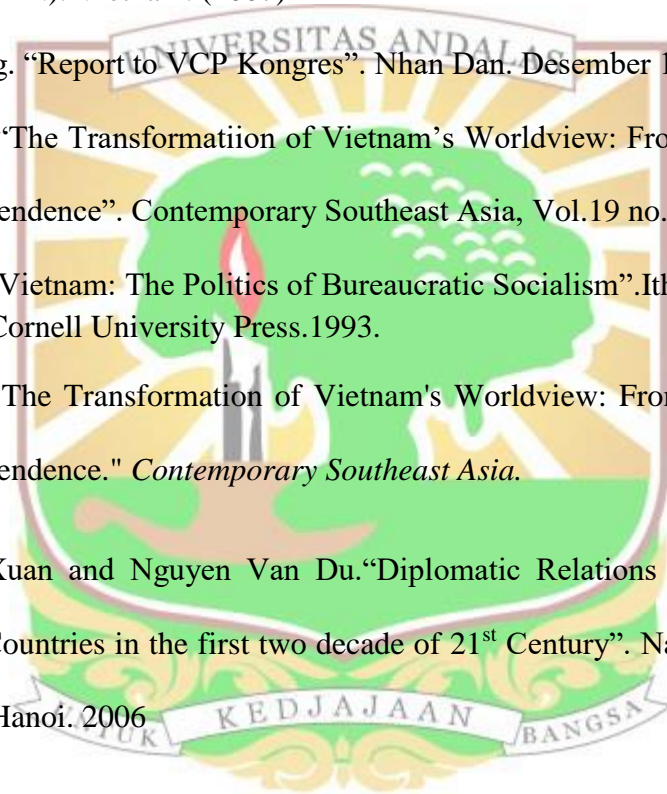 UNIVERSITAS ANDALAS
g. “Report to VCP Kongres”. Nhan Dan. Desember 1
“The Transformatiion of Vietnam’s Worldview: Fro
endence”. Contemporary Southeast Asia, Vol.19 no.
Vietnam: The Politics of Bureaucratic Socialism”.Ith
Cornell University Press.1993.
The Transformation of Vietnam's Worldview: From
endence." Contemporary Southeast Asia.
Xuan and Nguyen Van Du.“Diplomatic Relations
Countries in the first two decade of 21st Century”. Na
Hanoi. 2006
UNTUK KEDJAJAAN BANGSA